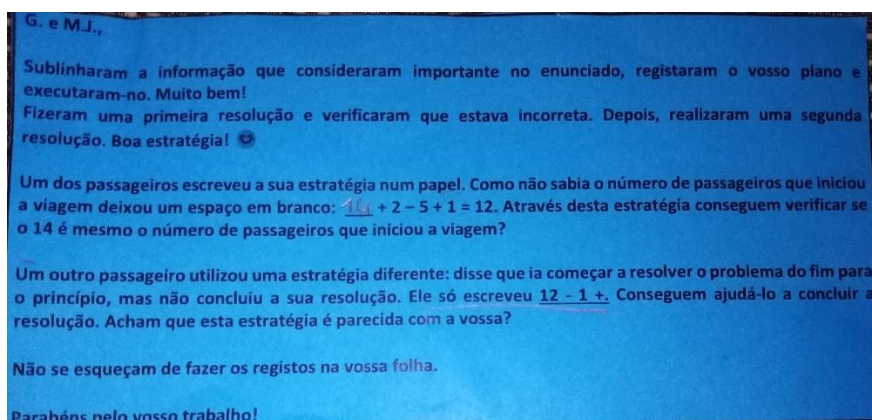 G. e M.J.,
Sublinharam a informação que consideraram importante no enunciado, registaram o vosso plano e
executaram-no. Muito bem!
Fizeram uma primeira resolução e verificaram que estava incorreta. Depois, realizaram uma segunda
resolução. Boa estratégia! ☺
Um dos passageiros escreveu a sua estratégia num papel. Como não sabia o número de passageiros que iniciou
a viagem deixou um espaço em branco: 14 + 2 – 5 + 1 = 12. Através desta estratégia conseguem verificar se
o 14 é mesmo o número de passageiros que iniciou a viagem?
Um outro passageiro utilizou uma estratégia diferente: disse que ia começar a resolver o problema do fim para
o princípio, mas não concluiu a sua resolução. Ele só escreveu 12 - 1 +. Conseguem ajudá-lo a concluir a
resolução. Acham que esta estratégia é parecida com a vossa?
Não se esqueçam de fazer os registos na vossa folha.
Parabéns pelo vosso trabalho!